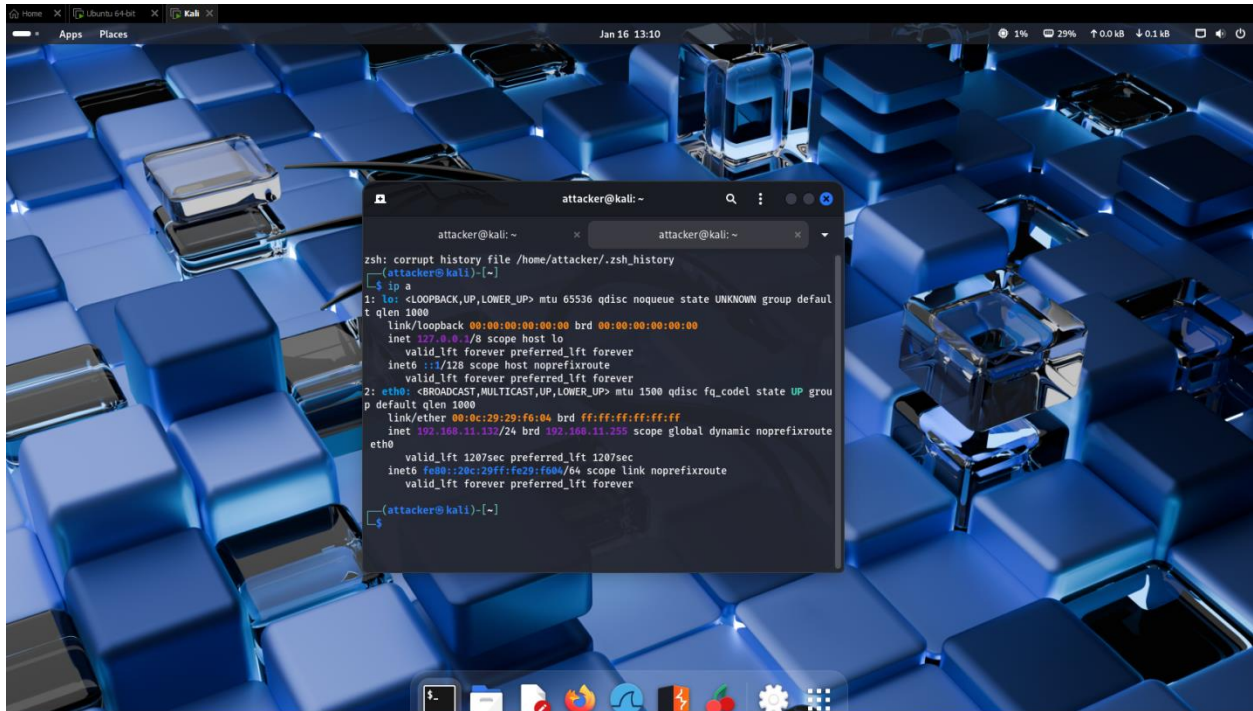 Home Ubuntu 64-bit Kali
Apps Places Jan 16 13:10 1% 29% ↑ 0.0 kB ↓ 0.1 kB
attacker@kali: ~
attacker@kali: ~ attacker@kali: ~
zsh: corrupt history file /home/attacker/.zsh_history
┌──(attacker㉿kali)-[~]
└─$ ip a
1: lo: <LOOPBACK,UP,LOWER_UP> mtu 65536 qdisc noqueue state UNKNOWN group defaul
t qlen 1000
    link/loopback 00:00:00:00:00:00 brd 00:00:00:00:00:00
    inet 127.0.0.1/8 scope host lo
       valid_lft forever preferred_lft forever
    inet6 ::1/128 scope host noprefixroute
       valid_lft forever preferred_lft forever
2: eth0: <BROADCAST,MULTICAST,UP,LOWER_UP> mtu 1500 qdisc fq_codel state UP grou
p default qlen 1000
    link/ether 00:0c:29:29:f6:04 brd ff:ff:ff:ff:ff:ff
    inet 192.168.11.132/24 brd 192.168.11.255 scope global dynamic noprefixroute
 eth0
       valid_lft 1207sec preferred_lft 1207sec
    inet6 fe80::20c:29ff:fe29:f604/64 scope link noprefixroute
       valid_lft forever preferred_lft forever
┌──(attacker㉿kali)-[~]
└─$
$_